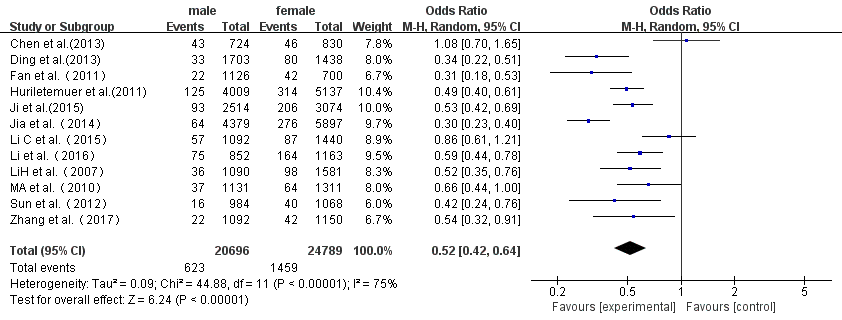 male female Odds Ratio Odds Ratio
Study or Subgroup Events Total Events Total Weight M-H, Random, 95% CI M-H, Random, 95% CI
Chen et al.(2013) 43 724 46 830 7.8% 1.08 [0.70, 1.65]
Ding et al.(2013) 33 1703 80 1438 8.0% 0.34 [0.22, 0.51]
Fan et al.（2011) 22 1126 42 700 6.7% 0.31 [0.18, 0.53]
Huriletemuer et al.(2011) 125 4009 314 5137 10.4% 0.49 [0.40, 0.61]
Ji et al.(2015) 93 2514 206 3074 10.0% 0.53 [0.42, 0.69]
Jia et al.（2014) 64 4379 276 5897 9.7% 0.30 [0.23, 0.40]
Li C et al.（2015) 57 1092 87 1440 8.9% 0.86 [0.61, 1.21]
Li et al.（2016) 75 852 164 1163 9.5% 0.59 [0.44, 0.78]
LiH et al.（2007) 36 1090 98 1581 8.3% 0.52 [0.35, 0.76]
MA et al.（2010) 37 1131 64 1311 8.0% 0.66 [0.44, 1.00]
Sun et al.（2012) 16 984 40 1068 6.2% 0.42 [0.24, 0.76]
Zhang et al.（2017) 22 1092 42 1150 6.8% 0.54 [0.32, 0.91]
Total (95% CI) 20696 24789 100.0% 0.52 [0.42, 0.64]
Total events 623 1459
Heterogeneity: Tau² = 0.09; Chi² = 44.88, df = 11 (P < 0.00001); I² = 75%
Test for overall effect: Z = 6.24 (P < 0.00001)
0.2 0.5 1 2 5
Favours [experimental] Favours [control]